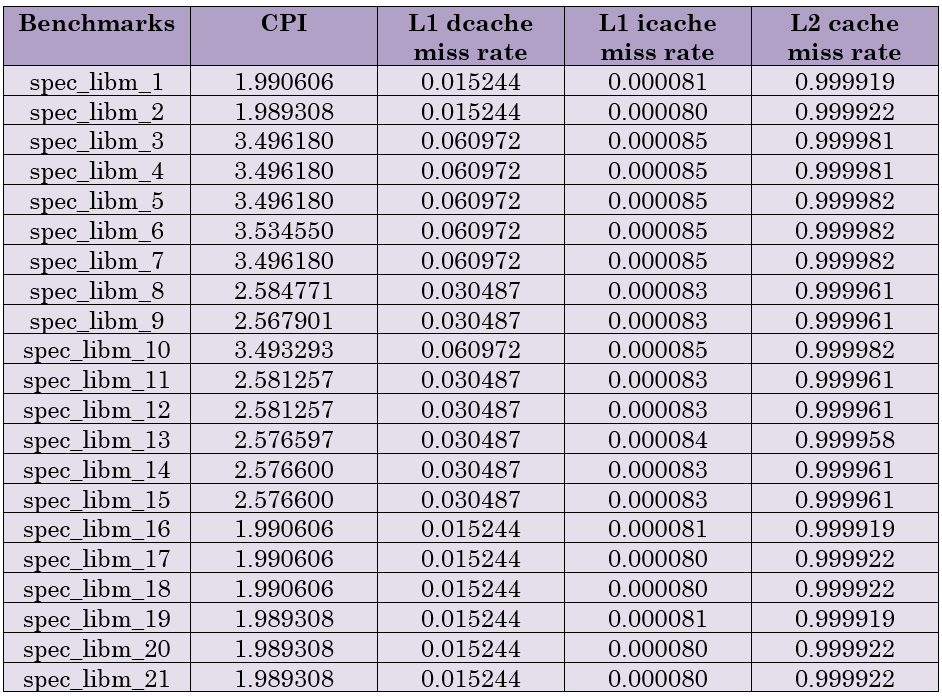 Benchmarks CPI L1 dcache miss rate L1 icache miss rate L2 cache miss rate
spec_libm_1 1.990606 0.015244 0.000081 0.999919
spec_libm_2 1.989308 0.015244 0.000080 0.999922
spec_libm_3 3.496180 0.060972 0.000085 0.999981
spec_libm_4 3.496180 0.060972 0.000085 0.999981
spec_libm_5 3.496180 0.060972 0.000085 0.999982
spec_libm_6 3.534550 0.060972 0.000085 0.999982
spec_libm_7 3.496180 0.060972 0.000085 0.999982
spec_libm_8 2.584771 0.030487 0.000083 0.999961
spec_libm_9 2.567901 0.030487 0.000083 0.999961
spec_libm_10 3.493293 0.060972 0.000085 0.999982
spec_libm_11 2.581257 0.030487 0.000083 0.999961
spec_libm_12 2.581257 0.030487 0.000083 0.999961
spec_libm_13 2.576597 0.030487 0.000084 0.999958
spec_libm_14 2.576600 0.030487 0.000083 0.999961
spec_libm_15 2.576600 0.030487 0.000083 0.999961
spec_libm_16 1.990606 0.015244 0.000081 0.999919
spec_libm_17 1.990606 0.015244 0.000080 0.999922
spec_libm_18 1.990606 0.015244 0.000080 0.999922
spec_libm_19 1.989308 0.015244 0.000081 0.999919
spec_libm_20 1.989308 0.015244 0.000080 0.999922
spec_libm_21 1.989308 0.015244 0.000080 0.999922